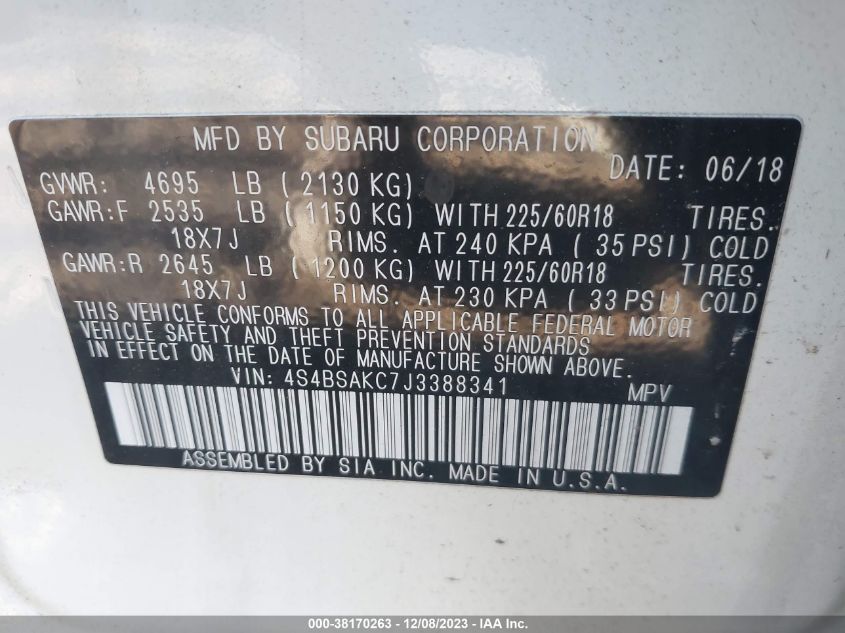 MFD BY SUBARU CORPORATION
DATE: 06/18
GVWR: 4695 LB ( 2130 KG)
GAWR:F 2535 LB ( 1150 KG) WITH 225/60R18 TIRES.
18X7J RIMS. AT 240 KPA ( 35 PSI) COLD
GAWR:R 2645 LB ( 1200 KG) WITH 225/60R18 TIRES.
18X7J RIMS. AT 230 KPA ( 33 PSI) COLD
THIS VEHICLE CONFORMS TO ALL APPLICABLE FEDERAL MOTOR
VEHICLE SAFETY AND THEFT PREVENTION STANDARDS
IN EFFECT ON THE DATE OF MANUFACTURE SHOWN ABOVE.
VIN: 4S4BSAKC7J3388341 MPV
ASSEMBLED BY SIA INC. MADE IN U.S.A.
000-38170263 - 12/08/2023 - IAA Inc.